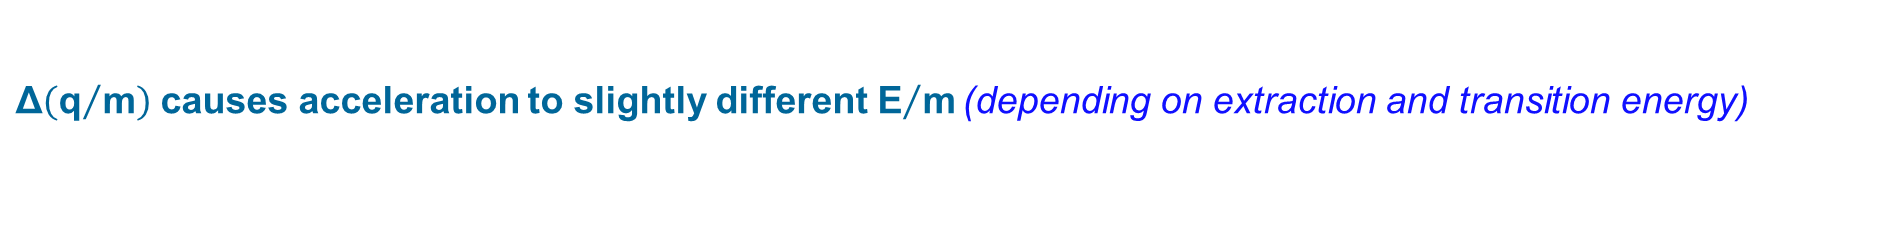 Δ(q/m) causes acceleration to slightly different E/m (depending on extraction and transition energy)